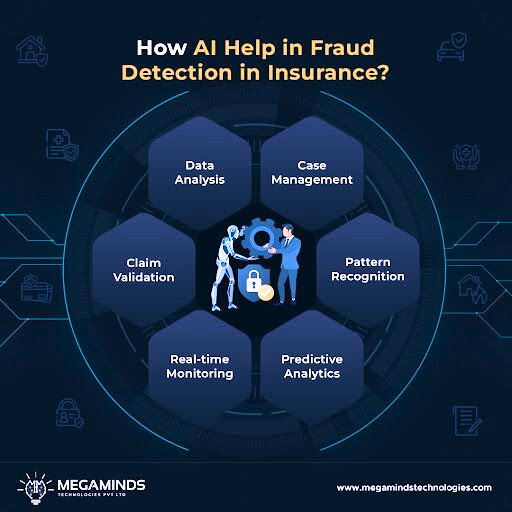 How AI Help in Fraud
Detection in Insurance?
Data
Analysis
Case
Management
Claim
Validation
Pattern
Recognition
Real-time
Monitoring
Predictive
Analytics
MEGAMINDS
TECHNOLOGIES PVT LTD
www.megamindstechnologies.com